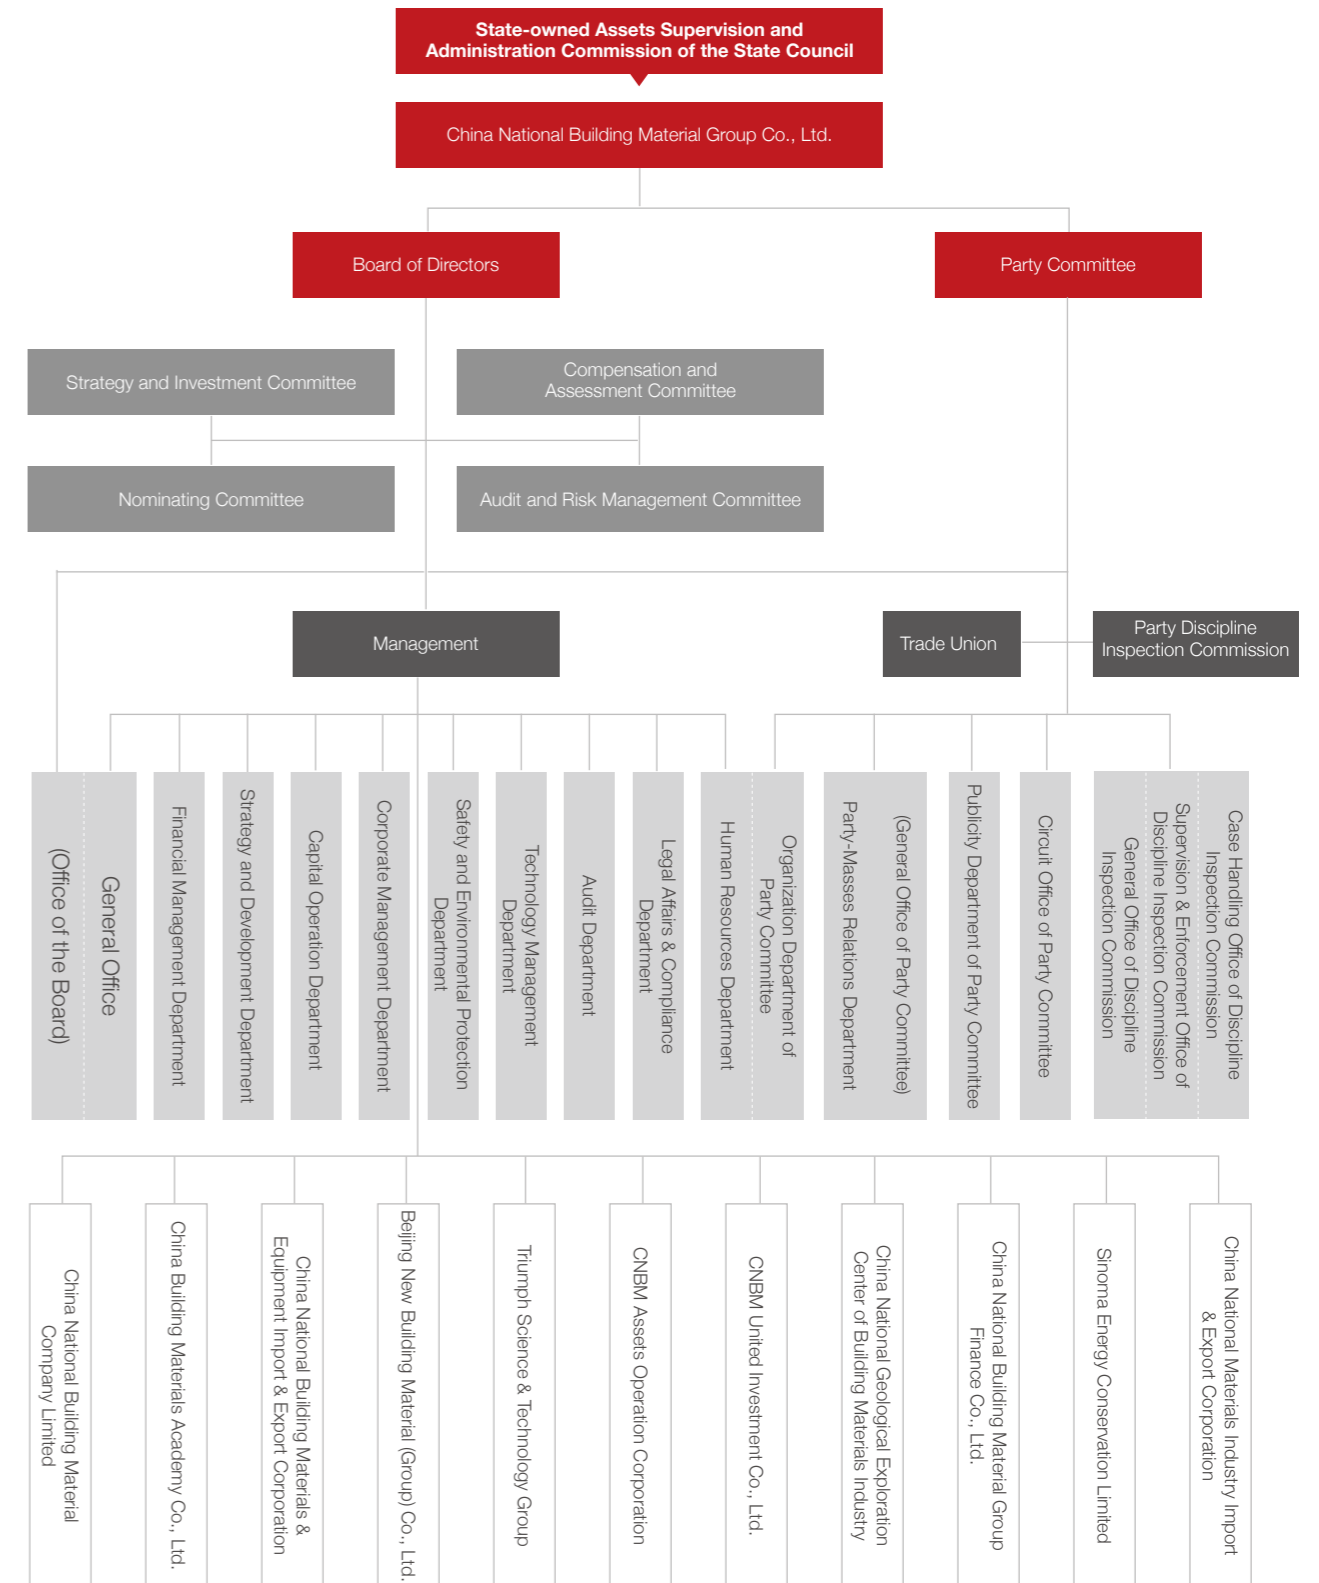 State-owned Assets Supervision and
Administration Commission of the State Council
China National Building Material Group Co., Ltd.
Board of Directors
Party Committee
Strategy and Investment Committee
Compensation and
Assessment Committee
Nominating Committee
Audit and Risk Management Committee
Management
Trade Union
Party Discipline
Inspection Commission
(Office of the Board)
General Office
Financial Management Department
Strategy and Development Department
Capital Operation Department
Corporate Management Department
Safety and Environmental Protection
Department
Technology Management
Department
Audit Department
Legal Affairs & Compliance
Department
Human Resources Department
Organization Department of
Party Committee
(General Office of Party Committee)
Party-Masses Relations Department
Publicity Department of Party Committee
Circuit Office of Party Committee
General Office of Discipline
Inspection Commission
Supervision & Enforcement Office of
Discipline Inspection Commission
Case Handling Office of Discipline
Inspection Commission
China National Building Material
Company Limited
China Building Materials Academy Co., Ltd.
China National Building Materials &
Equipment Import & Export Corporation
Beijing New Building Material (Group) Co., Ltd.
Triumph Science & Technology Group
CNBM Assets Operation Corporation
CNBM United Investment Co., Ltd.
China National Geological Exploration
Center of Building Materials Industry
China National Building Material Group
Finance Co., Ltd.
Sinoma Energy Conservation Limited
China National Materials Industry Import
& Export Corporation